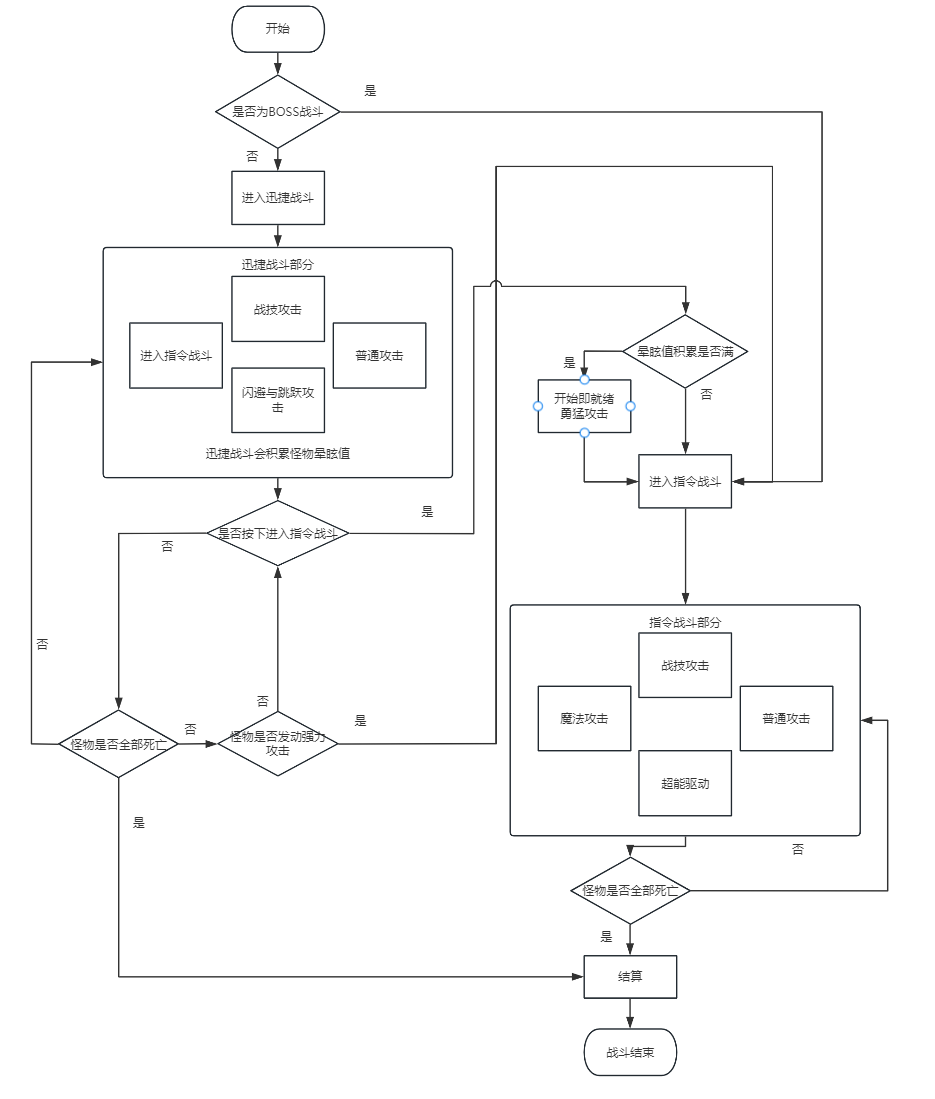 开始
是
是否为BOSS战斗
否
进入迅捷战斗
迅捷战斗部分
战技攻击
进入指令战斗
普通攻击
闪避与跳跃攻
击
迅捷战斗会积累怪物晕眩值
晕眩值积累是否满
是
否
开始即就绪
勇猛攻击
进入指令战斗
是
是否按下进入指令战斗
否
指令战斗部分
战技攻击
魔法攻击
普通攻击
超能驱动
否
否
是
怪物是否全部死亡
否
怪物是否发动强力
攻击
是
否
怪物是否全部死亡
是
结算
战斗结束